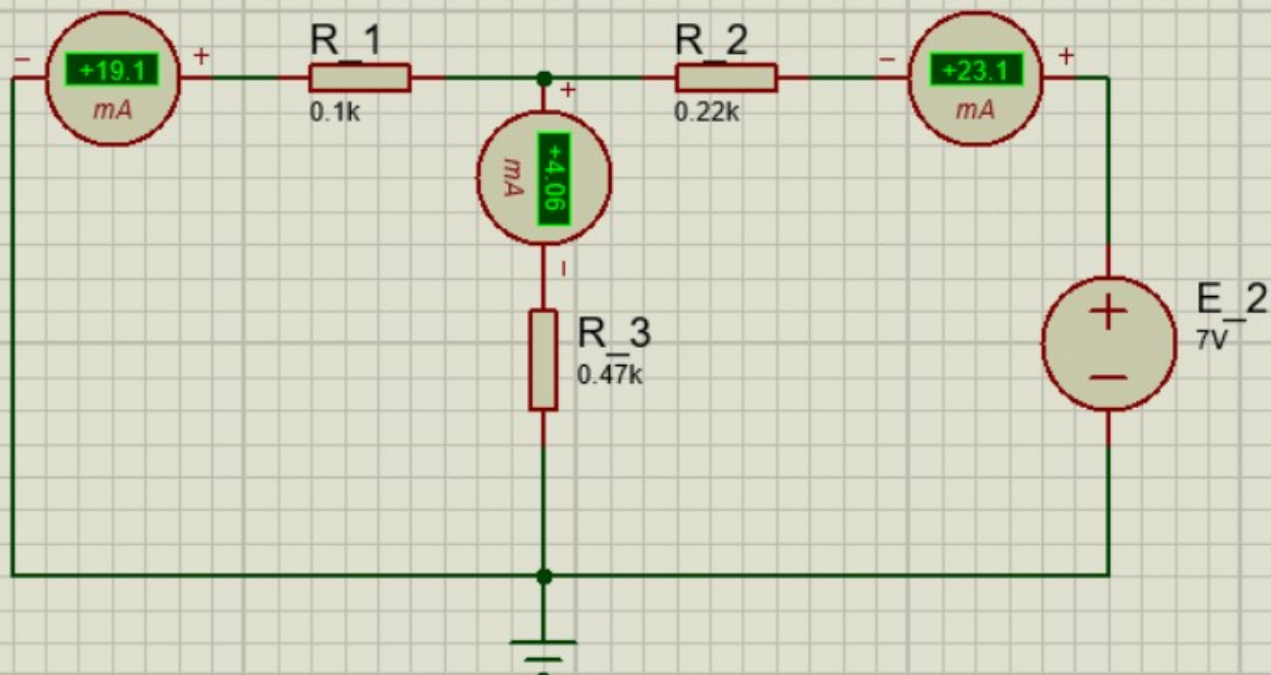 R_1
R_2
− +19.1 +
mA
0.1k
+
0.22k
− +23.1 +
mA
+4.06
mA
−
R_3
0.47k
+
−
E_2
7V